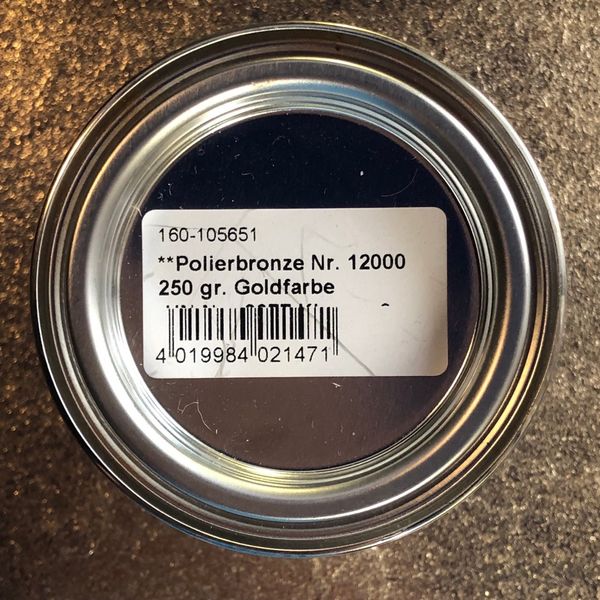 160-105651
**Polierbronze Nr. 12000
250 gr. Goldfarbe
4 019984 021471